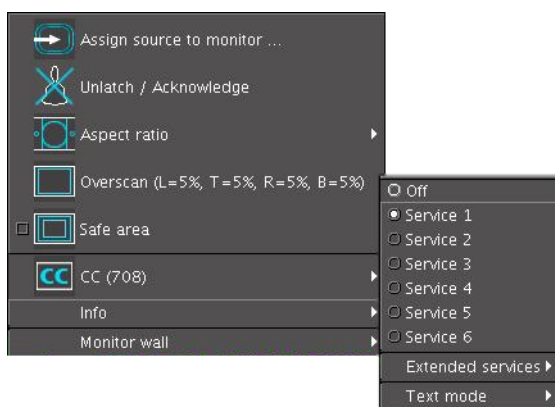 Assign source to monitor ...
Unlatch / Acknowledge
Aspect ratio
Overscan (L=5%, T=5%, R=5%, B=5%)
Safe area
CC CC (708)
Info
Monitor wall
Off
Service 1
Service 2
Service 3
Service 4
Service 5
Service 6
Extended services
Text mode